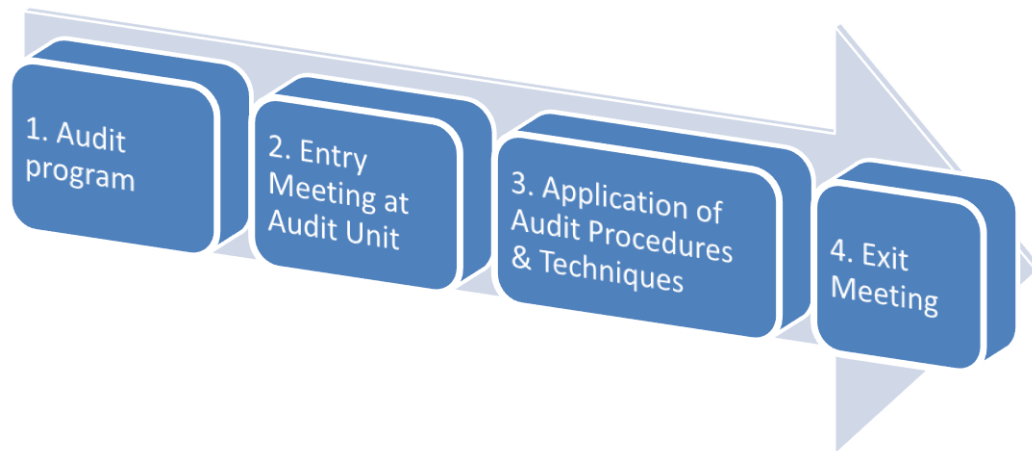 1. Audit
program
2. Entry
Meeting at
Audit Unit
3. Application of
Audit Procedures
& Techniques
4. Exit
Meeting